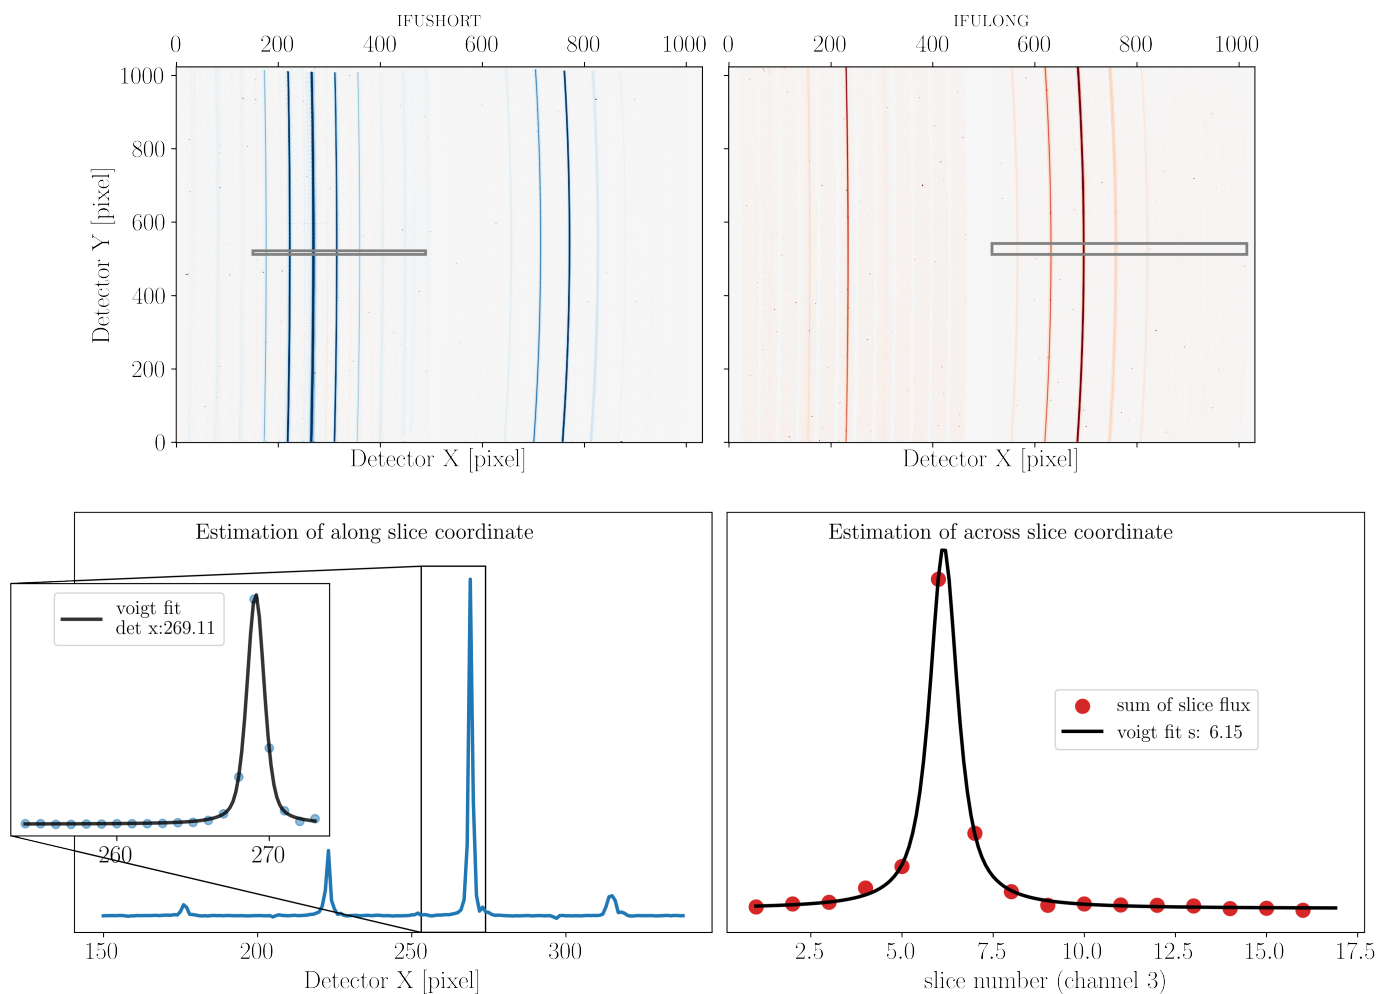 IFUSHORT
IFULONG
0 200 400 600 800 1000
0 200 400 600 800 1000
1000
800
600
400
200
0
Detector Y [pixel]
Detector X [pixel]
Detector X [pixel]
Estimation of along slice coordinate
voigt fit
det x:269.11
260 270
150 200 250 300
Detector X [pixel]
Estimation of across slice coordinate
sum of slice flux
voigt fit s: 6.15
2.5 5.0 7.5 10.0 12.5 15.0 17.5
slice number (channel 3)